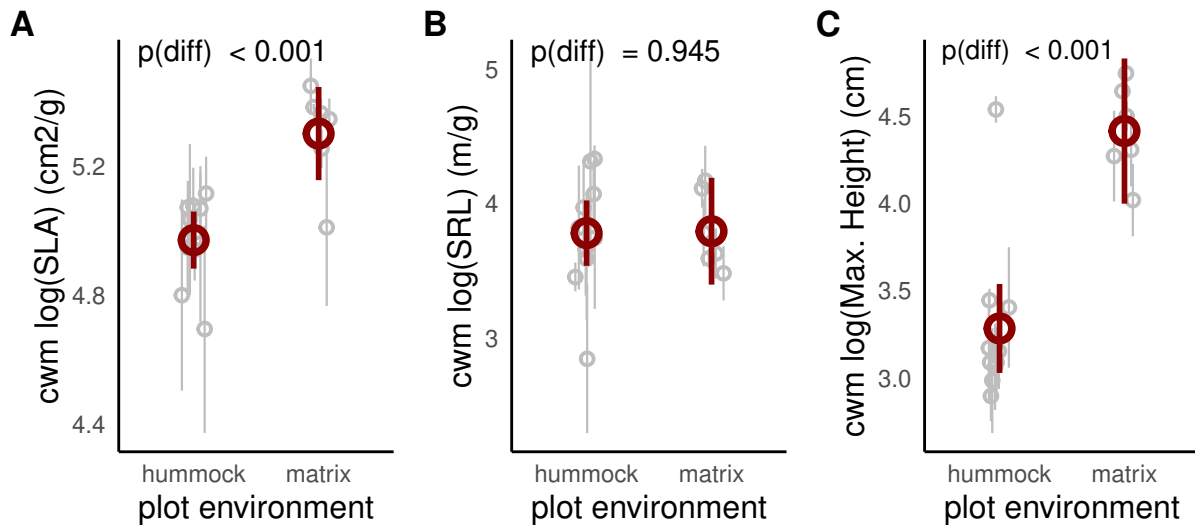 A
p(diff) < 0.001
cwm log(SLA) (cm2/g)
5.2
4.8
4.4
hummock matrix
plot environment
B
p(diff) = 0.945
cwm log(SRL) (m/g)
5
4
3
hummock matrix
plot environment
C
p(diff) < 0.001
cwm log(Max. Height) (cm)
4.5
4.0
3.5
3.0
hummock matrix
plot environment